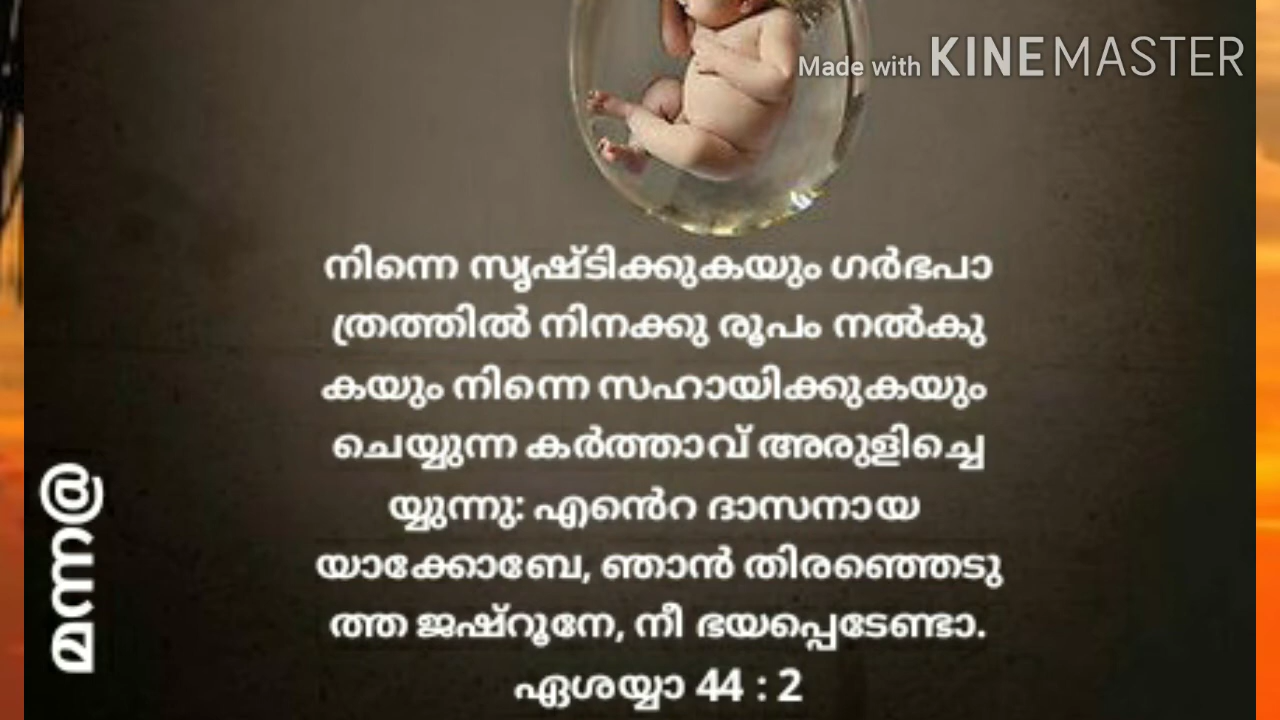 Made with KINEMASTER
നിന്നെ സൃഷ്ടിക്കുകയും ഗർഭപാ
ത്രത്തിൽ നിനക്കു രൂപം നൽകു
കയും നിന്നെ സഹായിക്കുകയും
ചെയ്യുന്ന കർത്താവ് അരുളിച്ചെ
യ്യുന്നു: എൻെറ ദാസനായ
യാക്കോബേ, ഞാൻ തിരഞ്ഞെടു
ത്ത ജഷ്റൂനേ, നീ ഭയപ്പെടേണ്ടാ.
ഏശയ്യാ 44 : 2
മന്ന@